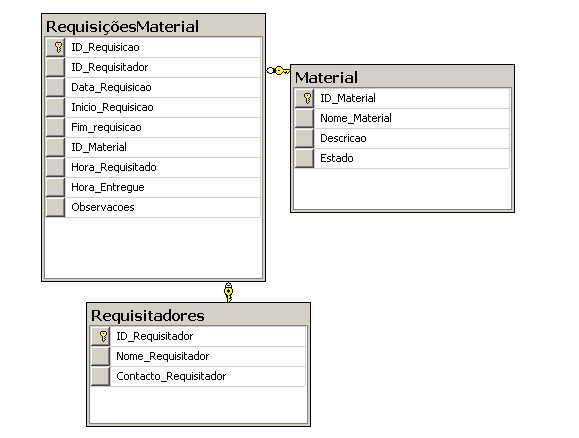 RequisiçõesMaterial
ID_Requisicao
ID_Requisitador
Data_Requisicao
Inicio_Requisicao
Fim_requisicao
ID_Material
Hora_Requisitado
Hora_Entregue
Observacoes
Material
ID_Material
Nome_Material
Descricao
Estado
Requisitadores
ID_Requisitador
Nome_Requisitador
Contacto_Requisitador